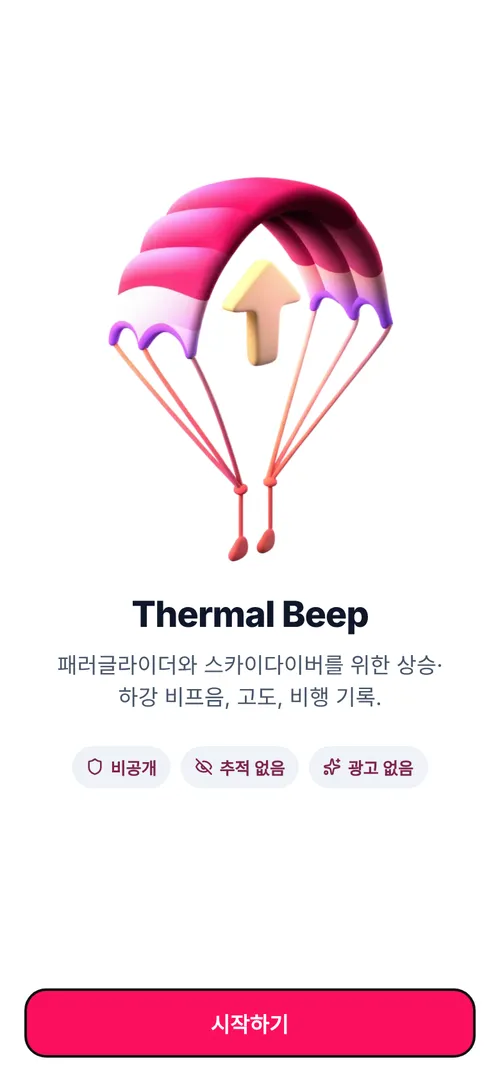 Thermal Beep
패러글라이더와 스카이다이버를 위한 상승·
하강 비프음, 고도, 비행 기록.
비공개
추적 없음
광고 없음
시작하기